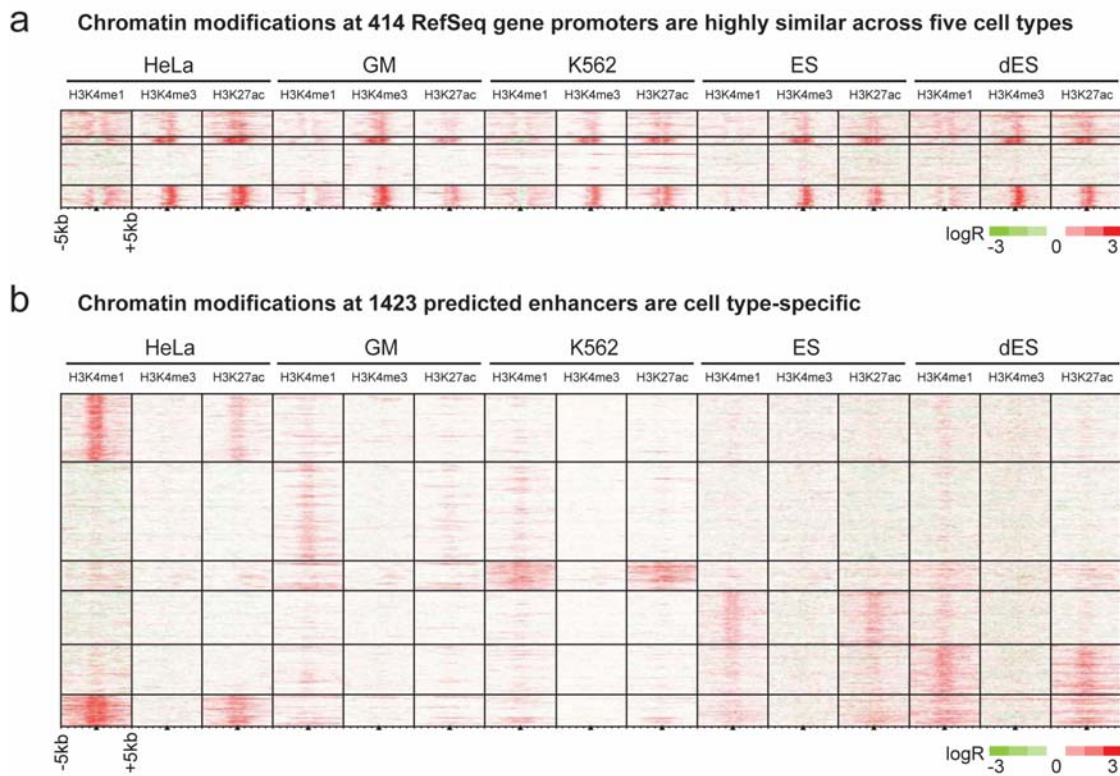 a Chromatin modifications at 414 RefSeq gene promoters are highly similar across five cell types
HeLa GM K562 ES dES
H3K4me1 H3K4me3 H3K27ac H3K4me1 H3K4me3 H3K27ac H3K4me1 H3K4me3 H3K27ac H3K4me1 H3K4me3 H3K27ac H3K4me1 H3K4me3 H3K27ac
-5kb +5kb
logR
-3 0 3
b Chromatin modifications at 1423 predicted enhancers are cell type-specific
HeLa GM K562 ES dES
H3K4me1 H3K4me3 H3K27ac H3K4me1 H3K4me3 H3K27ac H3K4me1 H3K4me3 H3K27ac H3K4me1 H3K4me3 H3K27ac H3K4me1 H3K4me3 H3K27ac
-5kb +5kb
logR
-3 0 3